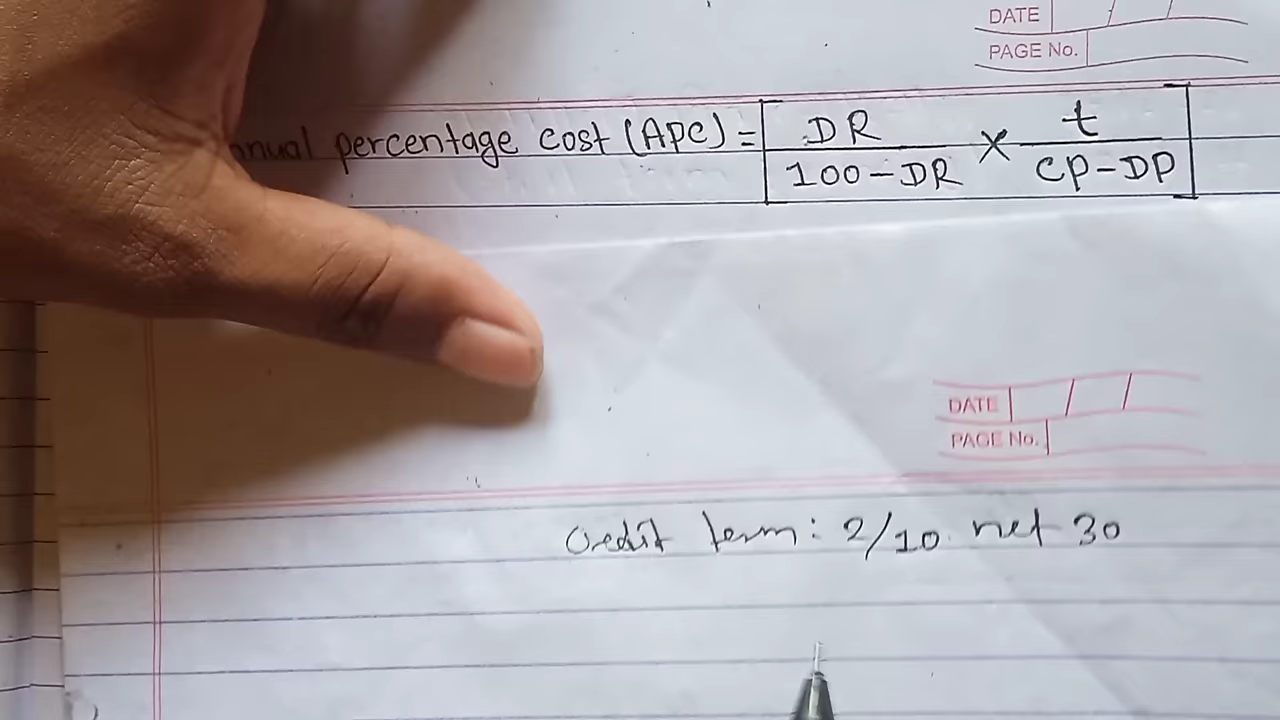 DATE
PAGE No.
nnual percentage cost (APC) = DR / 100 - DR × t / CP - DP
DATE
PAGE No.
Credit term: 2/10 net 30